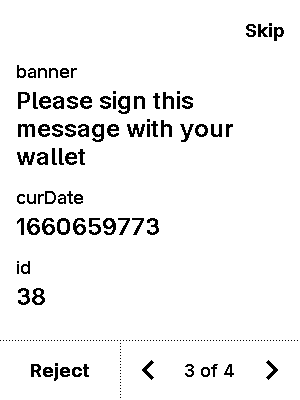 Skip
banner
Please sign this
message with your
wallet
curDate
1660659773
id
38
Reject
3 of 4